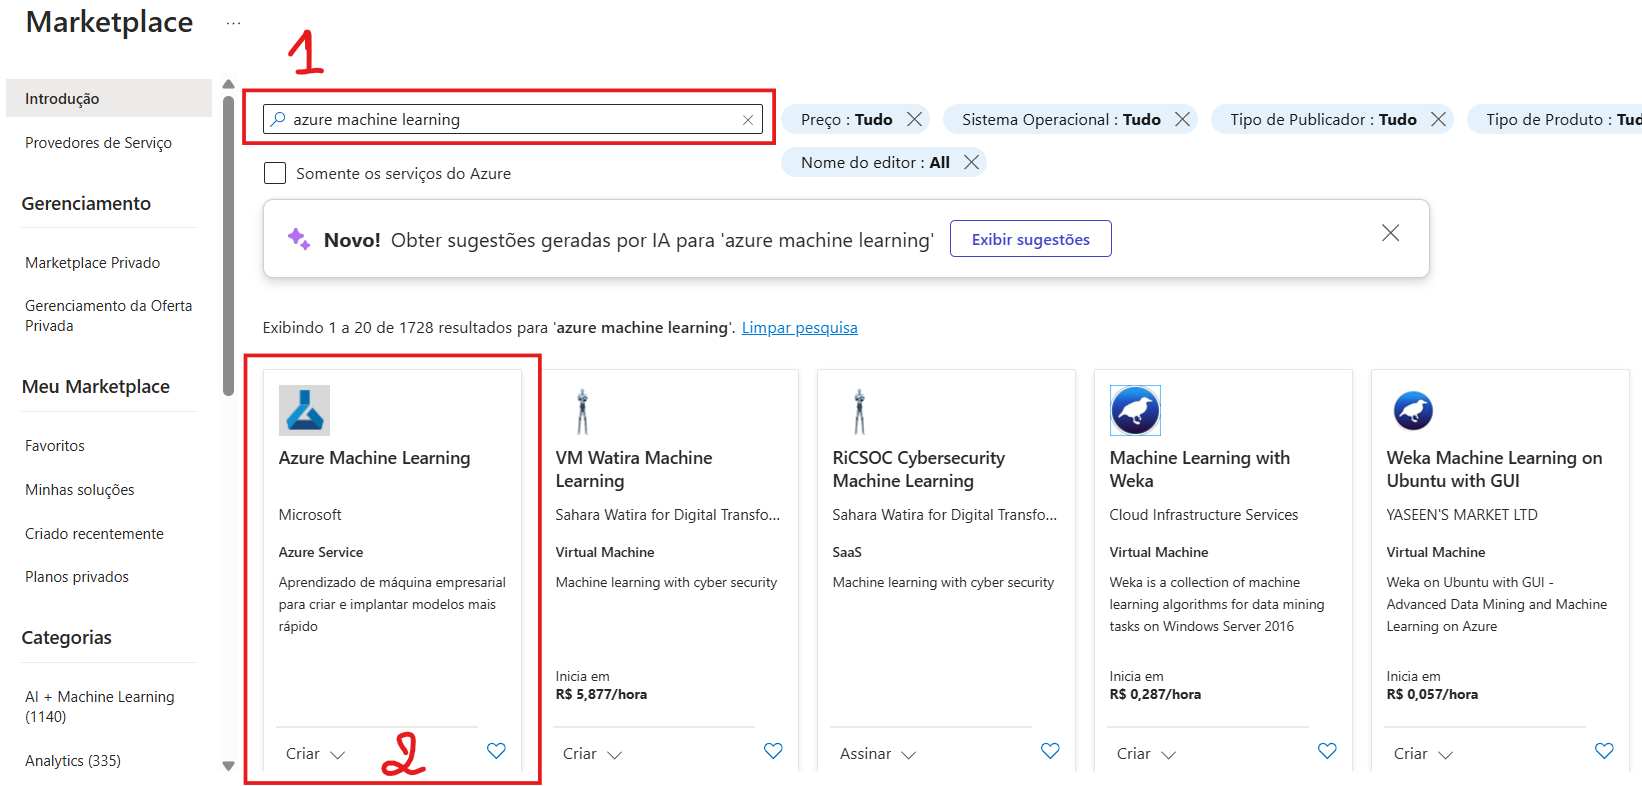 Marketplace ...
1
Introdução
Provedores de Serviço
Gerenciamento
Marketplace Privado
Gerenciamento da Oferta
Privada
Meu Marketplace
Favoritos
Minhas soluções
Criado recentemente
Planos privados
Categorias
AI + Machine Learning
(1140)
Analytics (335)
azure machine learning
Preço : Tudo
Sistema Operacional : Tudo
Tipo de Publicador : Tudo
Tipo de Produto : Tud
Nome do editor : All
Somente os serviços do Azure
Novo! Obter sugestões geradas por IA para 'azure machine learning'
Exibir sugestões
Exibindo 1 a 20 de 1728 resultados para 'azure machine learning'. Limpar pesquisa
Azure Machine Learning
Microsoft
Azure Service
Aprendizado de máquina empresarial
para criar e implantar modelos mais
rápido
Criar
2
VM Watira Machine
Learning
Sahara Watira for Digital Transfo...
Virtual Machine
Machine learning with cyber security
Inicia em
R$ 5,877/hora
Criar
RiCSOC Cybersecurity
Machine Learning
Sahara Watira for Digital Transfo...
SaaS
Machine learning with cyber security
Assinar
Machine Learning with
Weka
Cloud Infrastructure Services
Virtual Machine
Weka is a collection of machine
learning algorithms for data mining
tasks on Windows Server 2016
Inicia em
R$ 0,287/hora
Criar
Weka Machine Learning on
Ubuntu with GUI
YASEEN'S MARKET LTD
Virtual Machine
Weka on Ubuntu with GUI -
Advanced Data Mining and Machine
Learning on Azure
Inicia em
R$ 0,057/hora
Criar